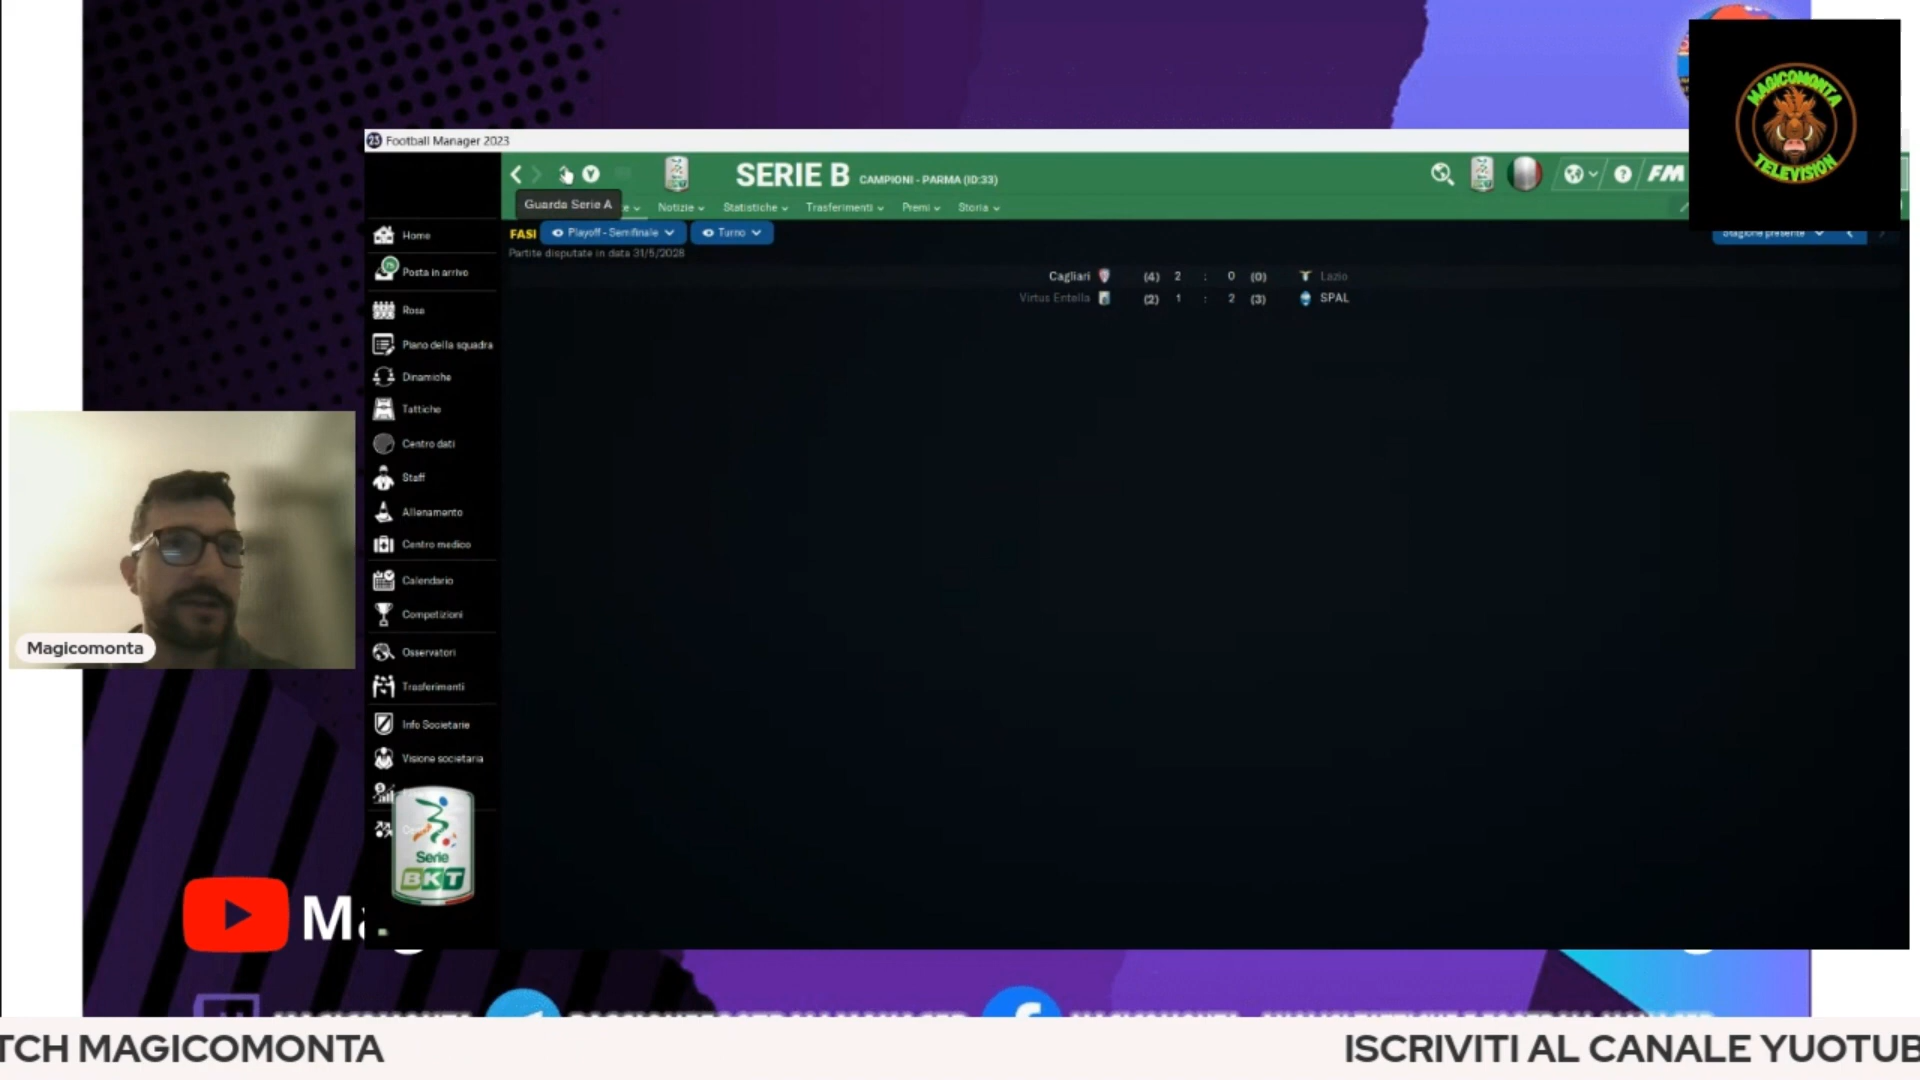 MAGICOMONTA
TELEVISION
Football Manager 2023
SERIE B CAMPIONI - PARMA (ID:33)
FM
Guarda Serie A
Notizie Statistiche Trasferimenti Premi Storia
FASI Playoff - Semifinale Turno
Stagione presente
Partite disputate in data 31/5/2028
Cagliari (4) 2 : 0 (0) Lazio
Virtus Entella (2) 1 : 2 (3) SPAL
Home
Posta in arrivo
Rosa
Piano della squadra
Dinamiche
Tattiche
Centro dati
Staff
Allenamento
Centro medico
Calendario
Competizioni
Osservatori
Trasferimenti
Info Societarie
Visione societaria
Serie
BKT
Magicomonta
TCH MAGICOMONTA
ISCRIVITI AL CANALE YUOTUB